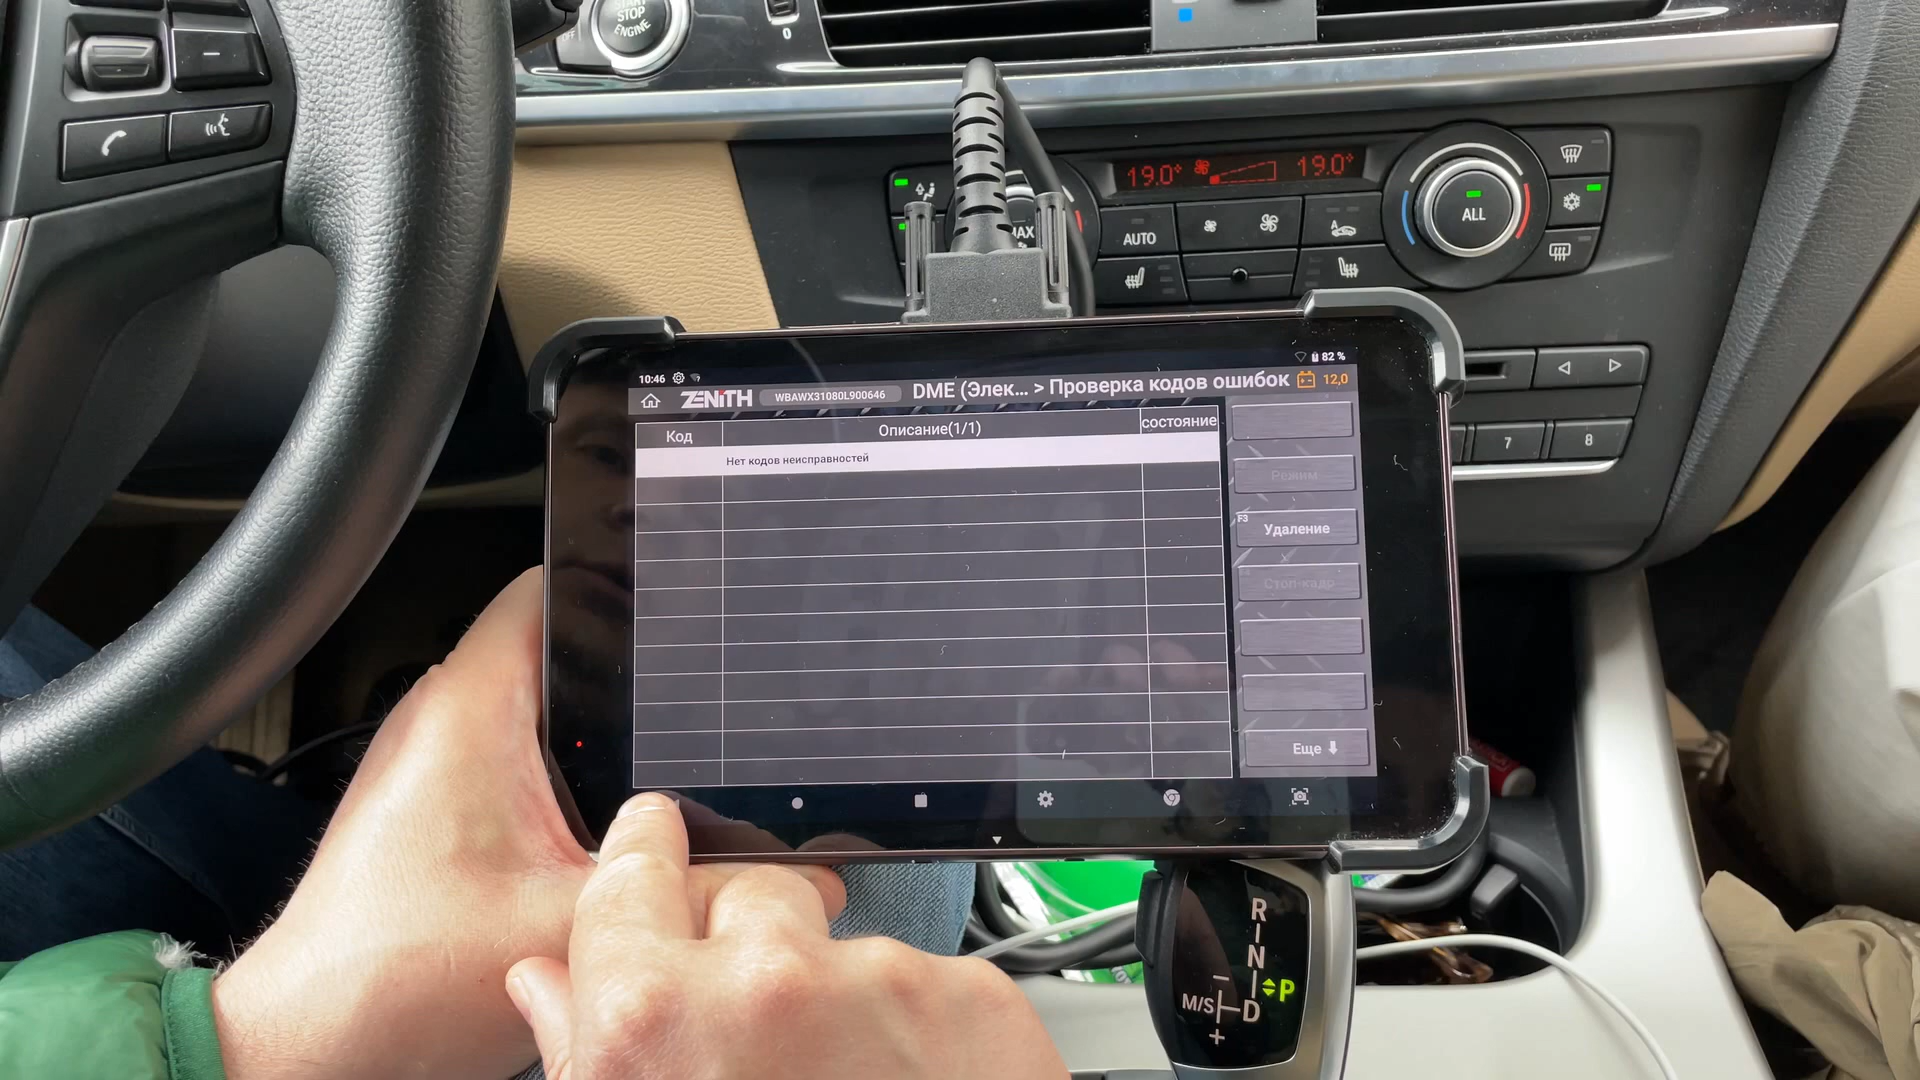 START
STOP
ENGINE
OFF
0
19.0°
19.0°
MAX
AUTO
ALL
7
8
10:46
82 %
ZENITH
WBAWX31080L900646
DME (Элек... > Проверка кодов ошибок
12,0
Код
Описание(1/1)
состояние
Нет кодов неисправностей
Режим
F3
Удаление
Стоп-кадр
Еще
R
N
D
P
M/S
–
+